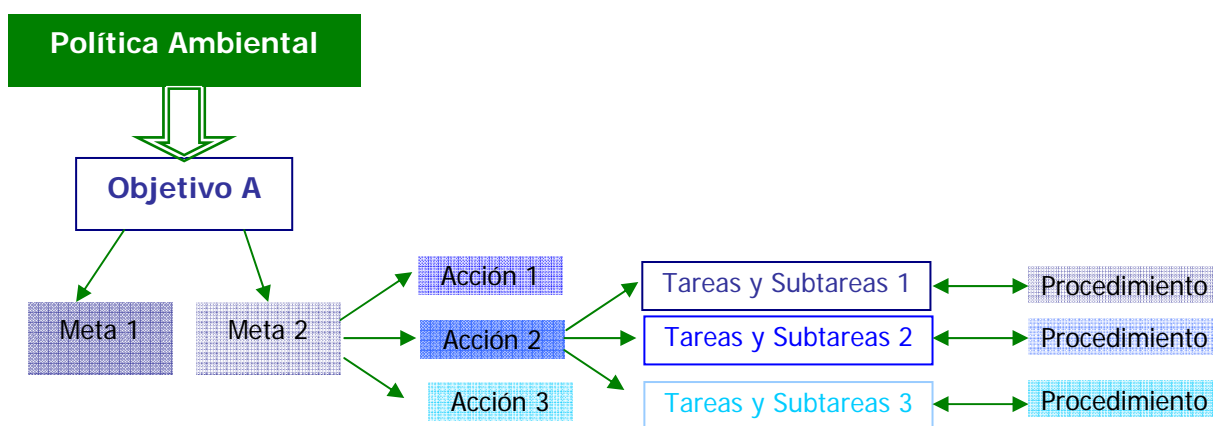 Política Ambiental
Objetivo A
Meta 1
Meta 2
Acción 1
Acción 2
Acción 3
Tareas y Subtareas 1
Tareas y Subtareas 2
Tareas y Subtareas 3
Procedimiento
Procedimiento
Procedimiento